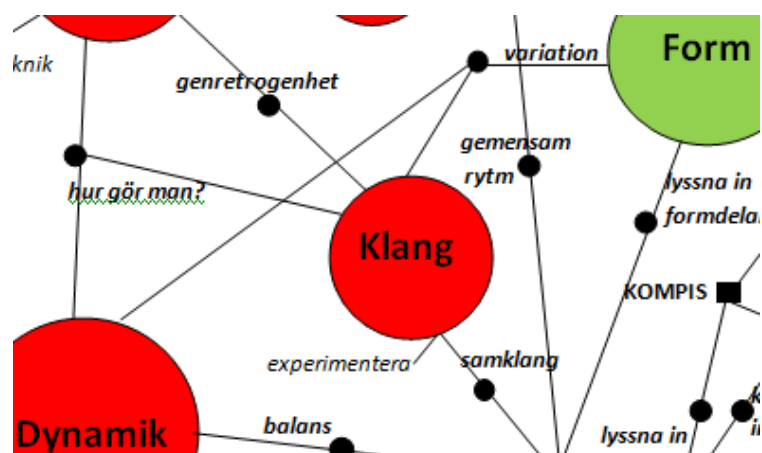 Form
variation
knik
genretrogenhet
gemensam
rytm
hur gör man?
lyssna in
formdelar
Klang
KOMPIS
experimentera
samklang
balans
Dynamik
lyssna in